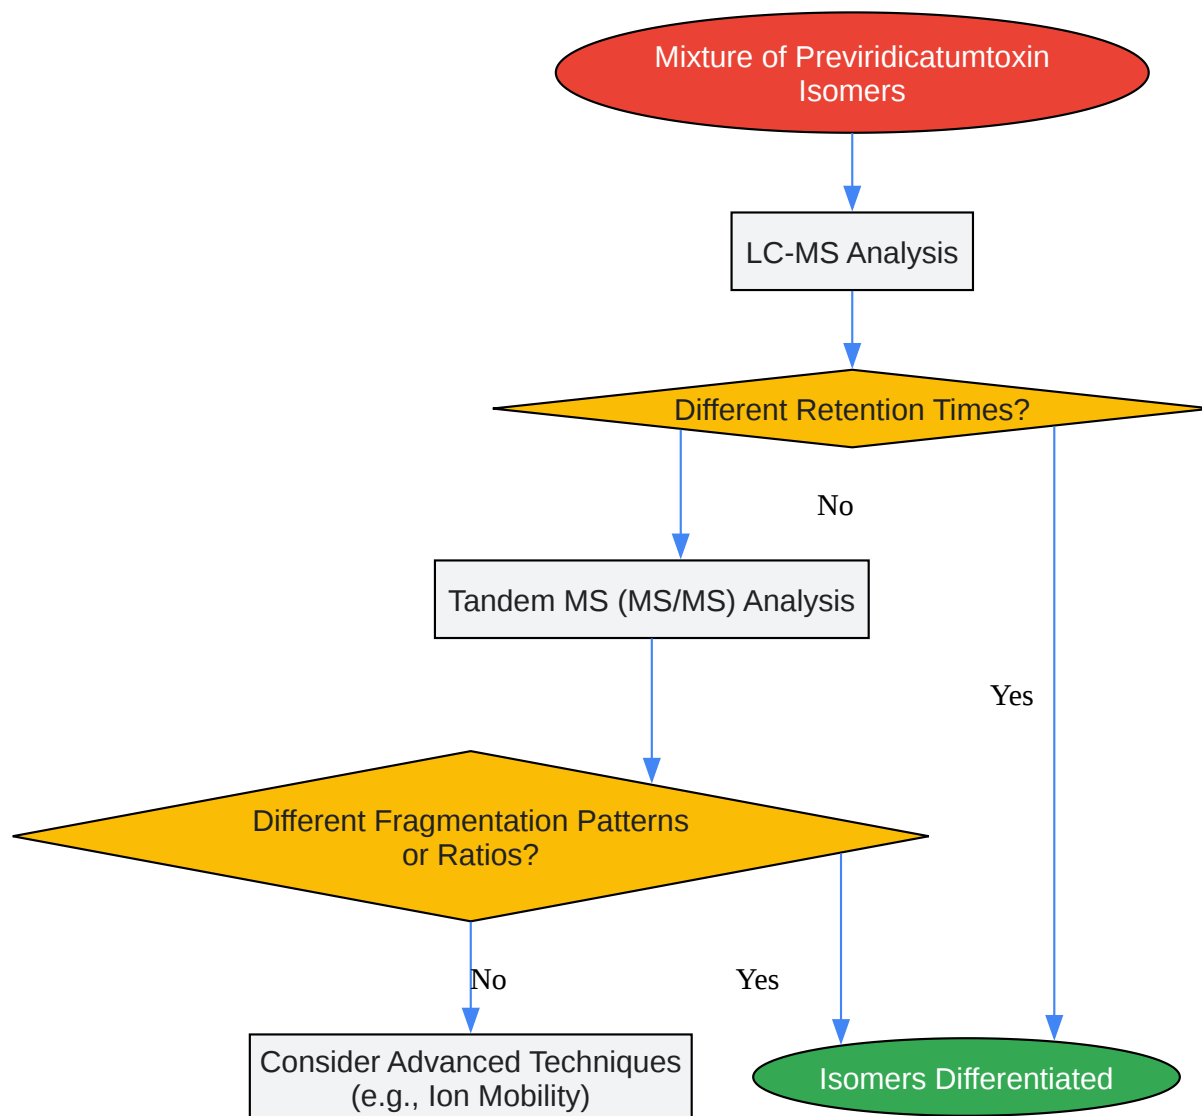 Mixture of Previridicatumtoxin
Isomers
LC-MS Analysis
Different Retention Times?
No
Tandem MS (MS/MS) Analysis
Yes
Different Fragmentation Patterns
or Ratios?
No
Yes
Consider Advanced Techniques
(e.g., Ion Mobility)
Isomers Differentiated